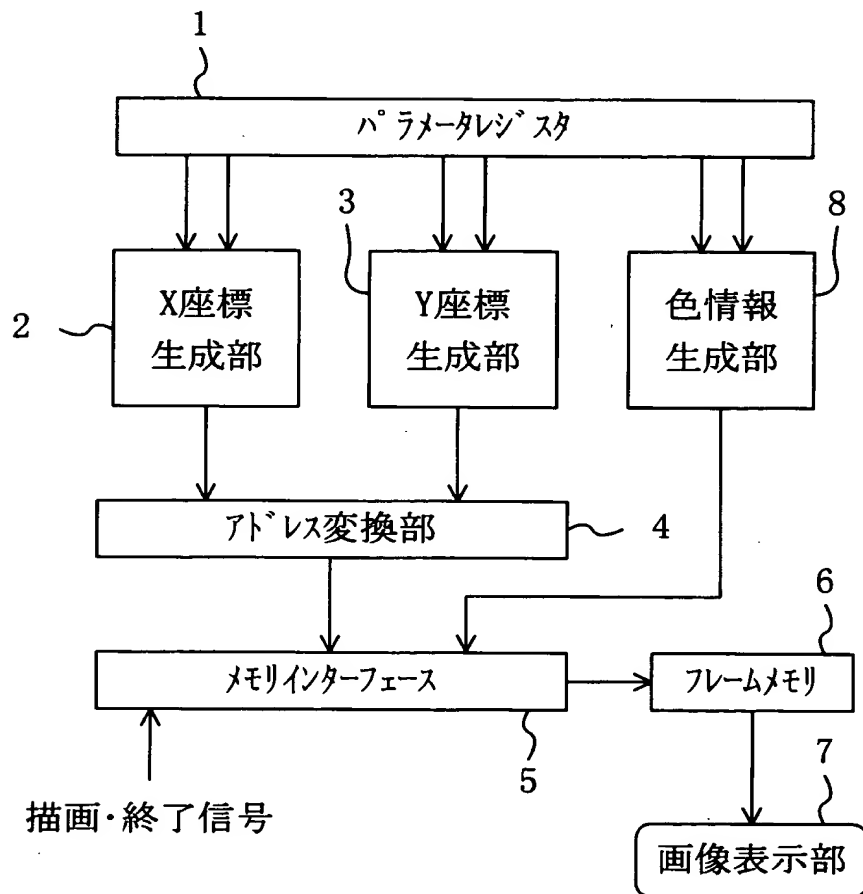 1
パラメータレジスタ
3
8
2
X座標
生成部
Y座標
生成部
色情報
生成部
アドレス変換部
4
6
メモリインターフェース
フレームメモリ
5
7
描画・終了信号
画像表示部